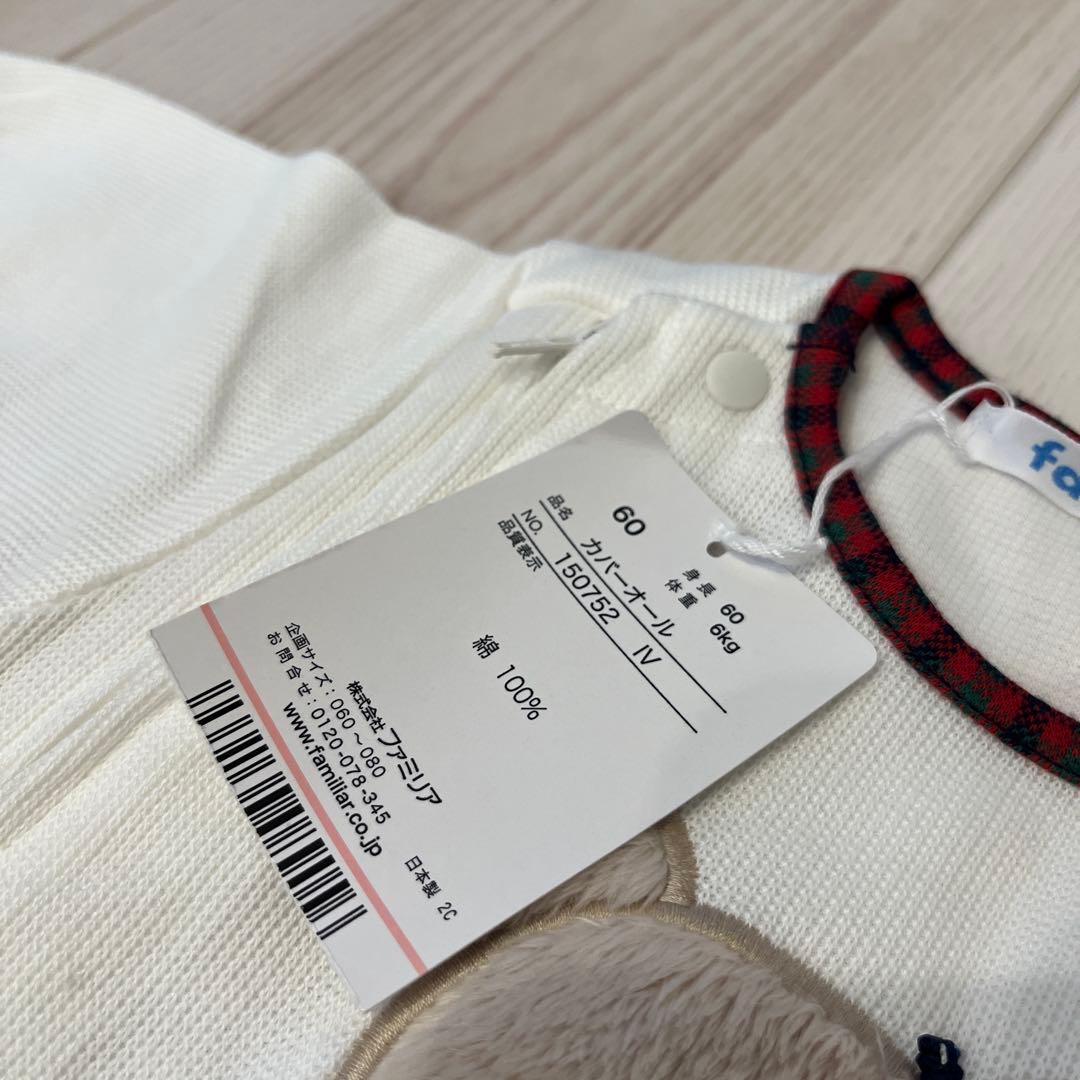 60
身長 60
体重 6kg
品名 カバーオール
NO. 150752 IV
品質表示
綿 100%
株式会社 ファミリア
企画サイズ：060〜080
お問合せ：0120-078-345
www.familiar.co.jp
日本製 2C
fa